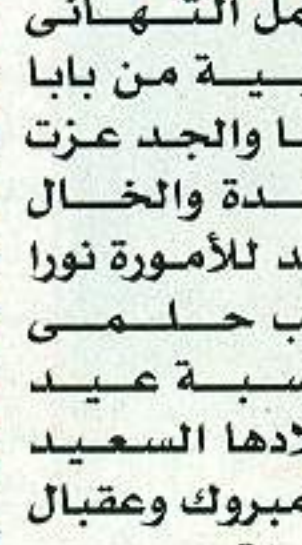 التهانى
من بابا
والجد عزت
والخال
للأمورة نورا
حلمى
عيد
السعيد
مبروك وعقبال